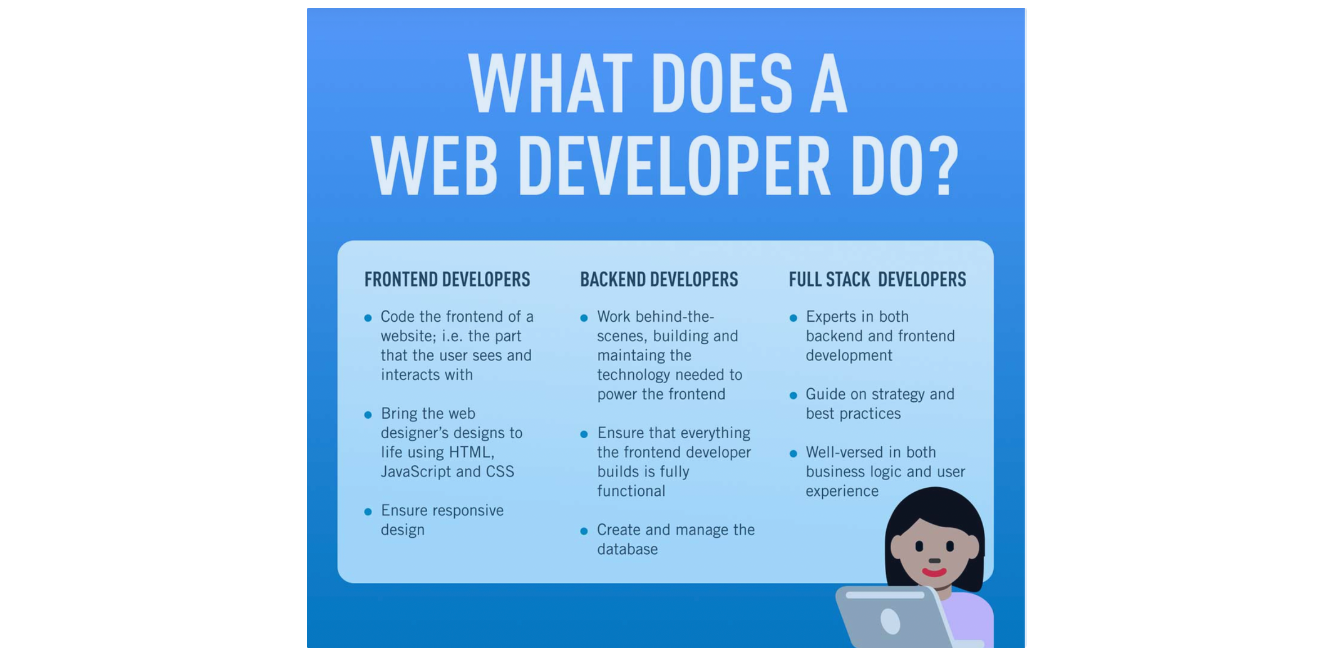 WHAT DOES A
WEB DEVELOPER DO?
FRONTEND DEVELOPERS
• Code the frontend of a
website; i.e. the part
that the user sees and
interacts with
• Bring the web
designer's designs to
life using HTML,
JavaScript and CSS
• Ensure responsive
design
BACKEND DEVELOPERS
• Work behind-the-
scenes, building and
maintaing the
technology needed to
power the frontend
• Ensure that everything
the frontend developer
builds is fully
functional
• Create and manage the
database
FULL STACK DEVELOPERS
• Experts in both
backend and frontend
development
• Guide on strategy and
best practices
• Well-versed in both
business logic and user
experience